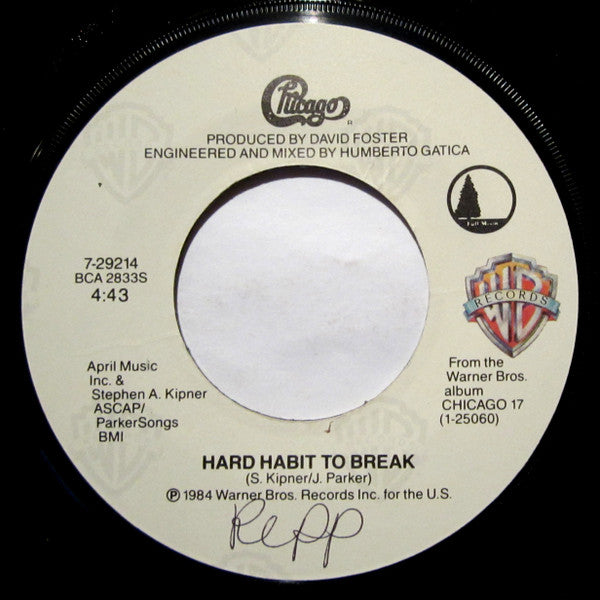 Chicago
PRODUCED BY DAVID FOSTER
ENGINEERED AND MIXED BY HUMBERTO GATICA
Full Moon
7-29214
BCA 2833S
4:43
WB
RECORDS
April Music
Inc. &
Stephen A. Kipner
ASCAP/
ParkerSongs
BMI
From the
Warner Bros.
album
CHICAGO 17
(1-25060)
HARD HABIT TO BREAK
(S. Kipner/J. Parker)
Ⓟ 1984 Warner Bros. Records Inc. for the U.S.
Repp